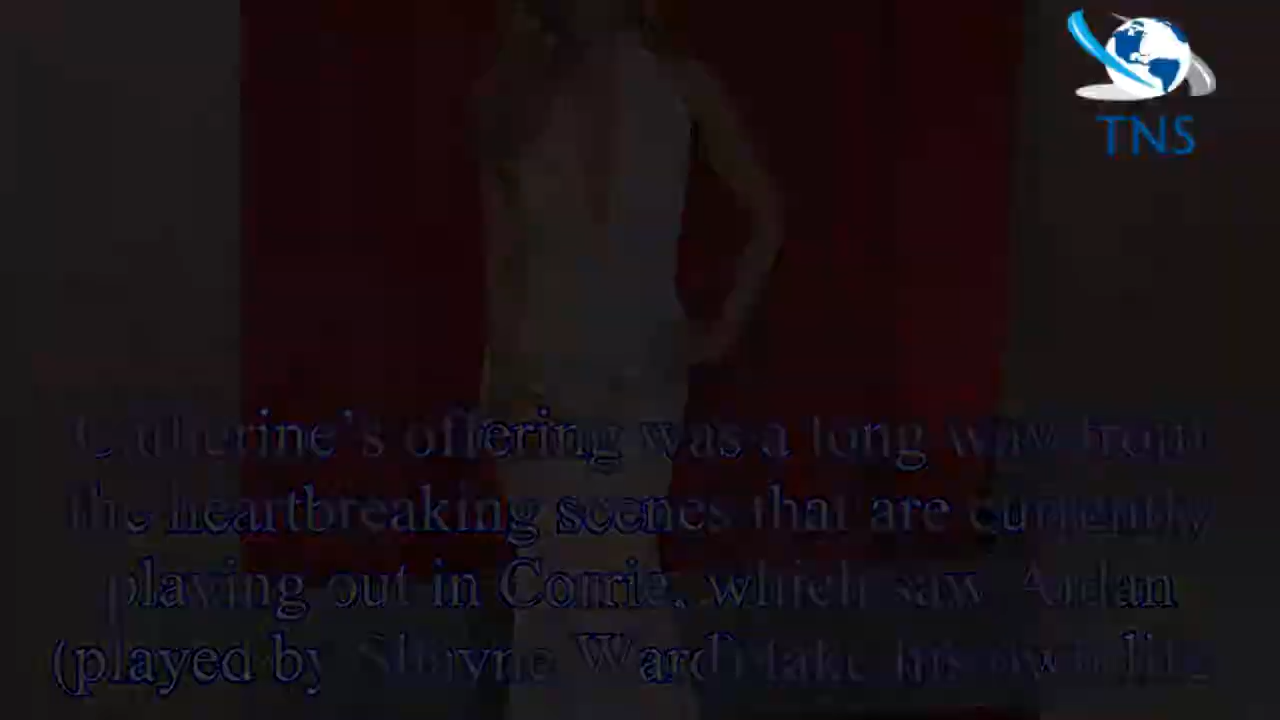 TNS
Catherine's offering was a long way from
the heartbreaking scenes that are currently
playing out in Corrie, which saw Aidan
(played by Shayne Ward) take his own life